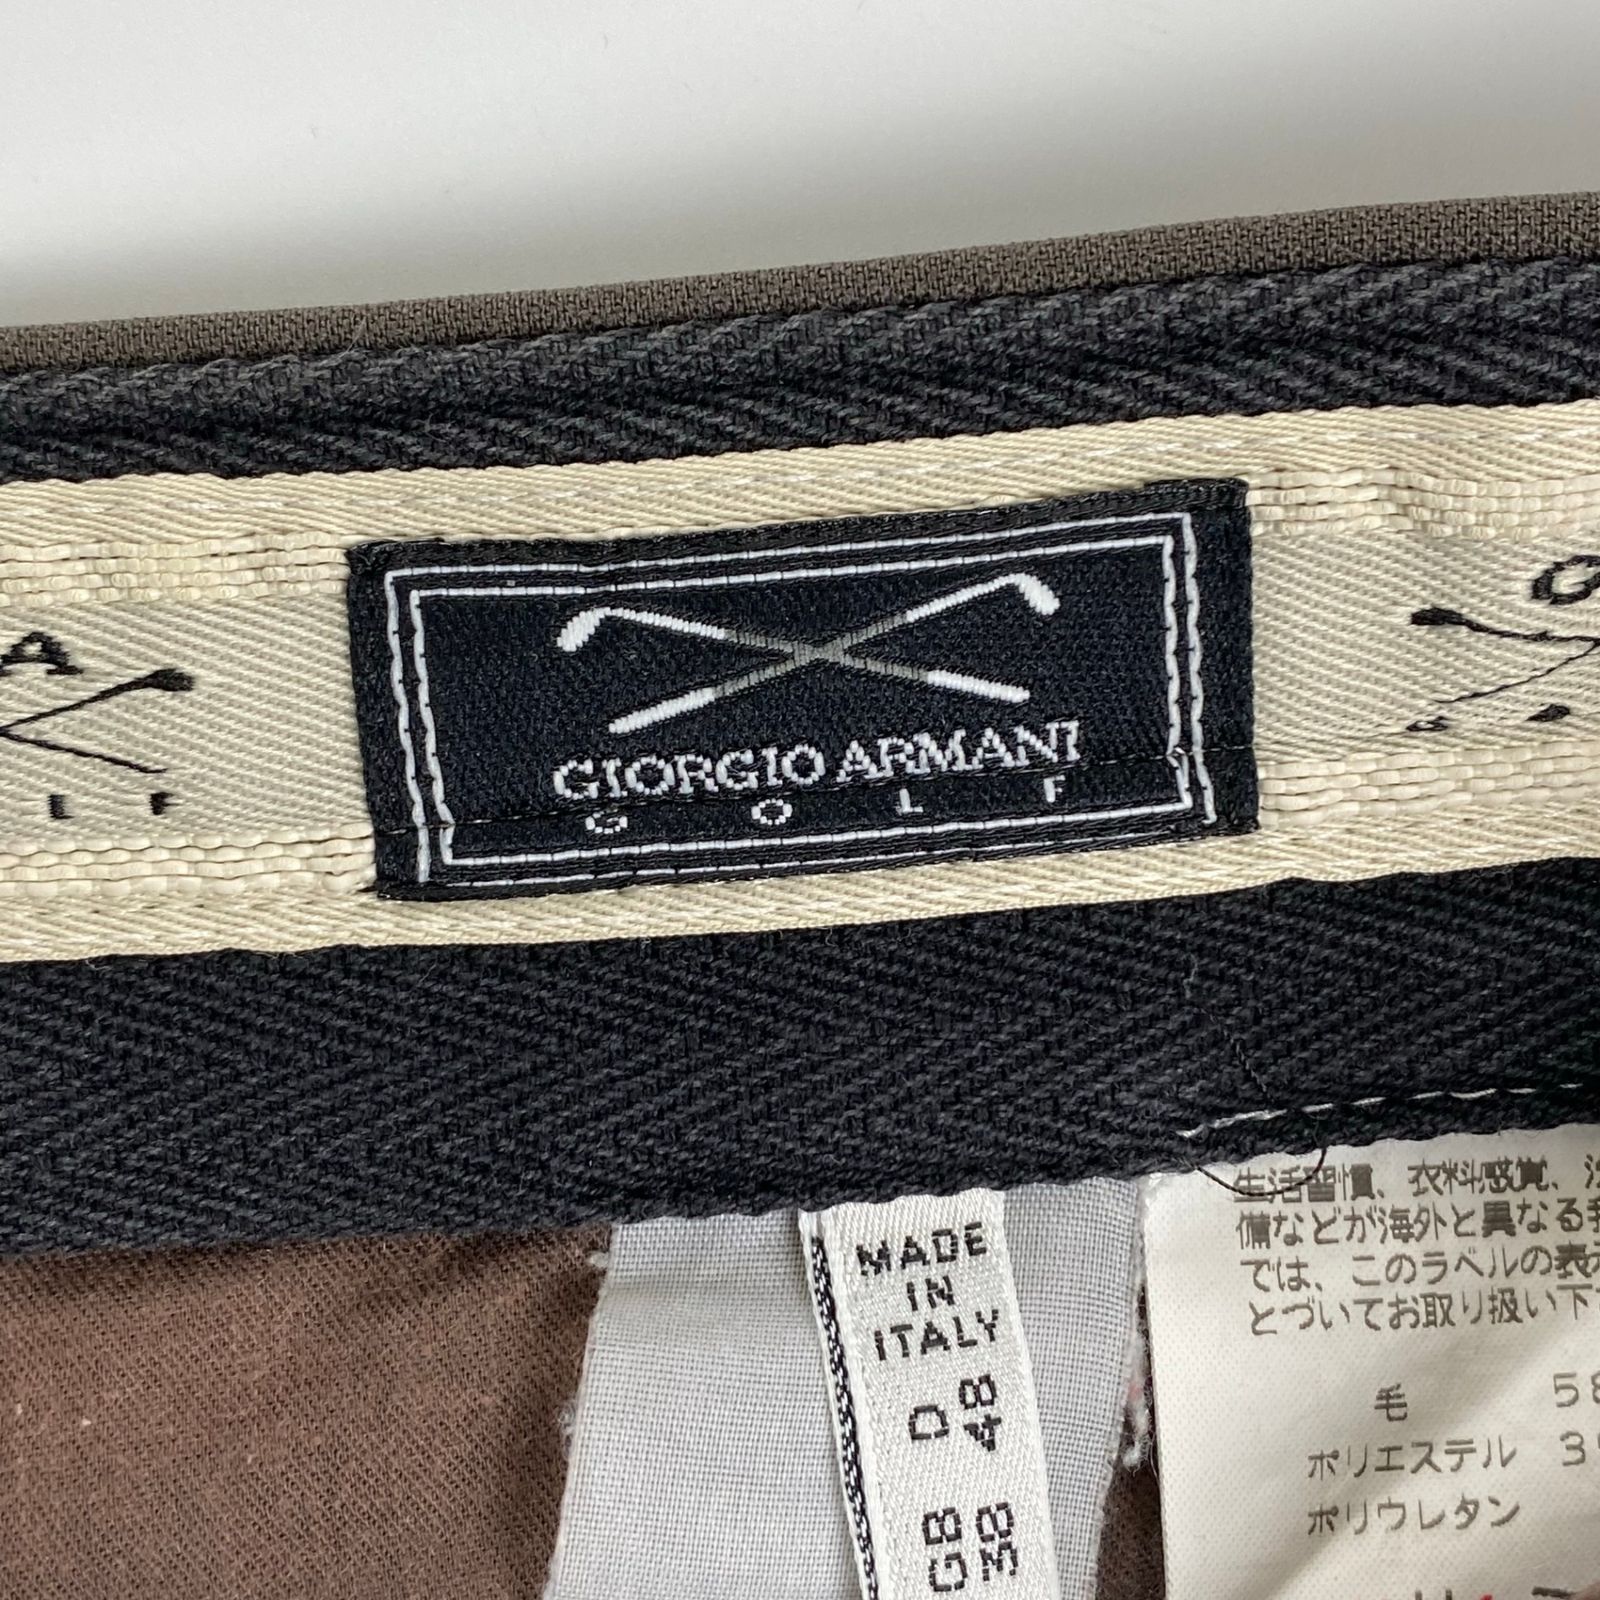 A
L F
GIORGIO ARMANI
G O L F
G
G
MADE
IN
ITALY
D 48
GB 38
生活習慣、衣料感覚、
備などが海外と異なる
では、このラベルの表
とづいてお取り扱い下
毛 58
ポリエステル 3
ポリウレタン